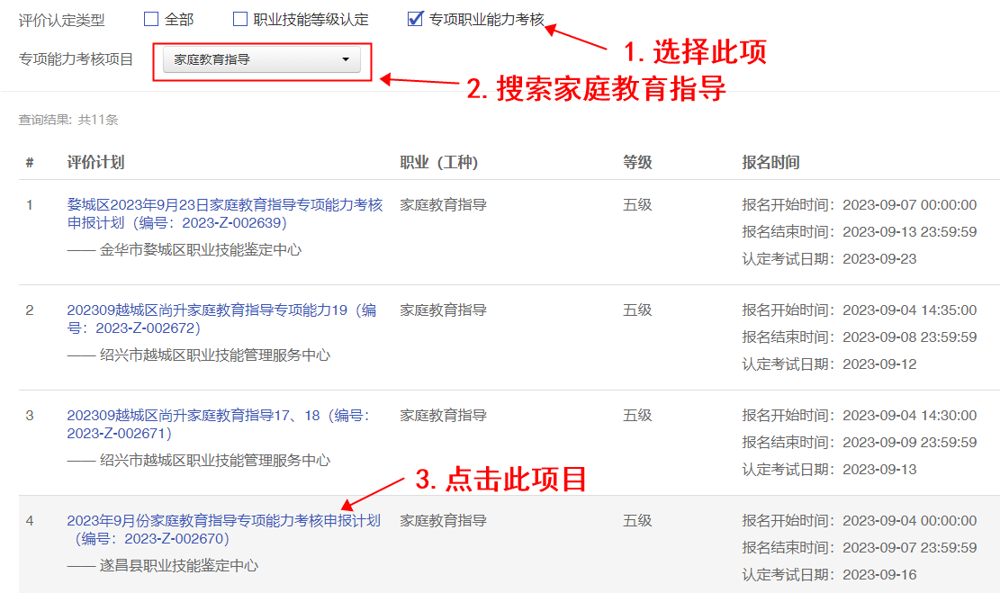 评价认定类型 全部 职业技能等级认定 专项职业能力考核
1. 选择此项
专项能力考核项目 家庭教育指导
2. 搜索家庭教育指导
查询结果: 共11条
# 评价计划 职业（工种） 等级 报名时间
1 婺城区2023年9月23日家庭教育指导专项能力考核 家庭教育指导 五级 报名开始时间：2023-09-07 00:00:00
申报计划（编号：2023-Z-002639）
报名结束时间：2023-09-13 23:59:59
—— 金华市婺城区职业技能鉴定中心
认定考试日期：2023-09-23
2 202309越城区尚升家庭教育指导专项能力19（编 家庭教育指导 五级 报名开始时间：2023-09-04 14:35:00
号：2023-Z-002672）
报名结束时间：2023-09-08 23:59:59
—— 绍兴市越城区职业技能管理服务中心
认定考试日期：2023-09-12
3 202309越城区尚升家庭教育指导17、18（编号： 家庭教育指导 五级 报名开始时间：2023-09-04 14:30:00
2023-Z-002671）
报名结束时间：2023-09-09 23:59:59
—— 绍兴市越城区职业技能管理服务中心
认定考试日期：2023-09-13
3. 点击此项目
4 2023年9月份家庭教育指导专项能力考核申报计划 家庭教育指导 五级 报名开始时间：2023-09-04 00:00:00
（编号：2023-Z-002670）
报名结束时间：2023-09-07 23:59:59
—— 遂昌县职业技能鉴定中心
认定考试日期：2023-09-16